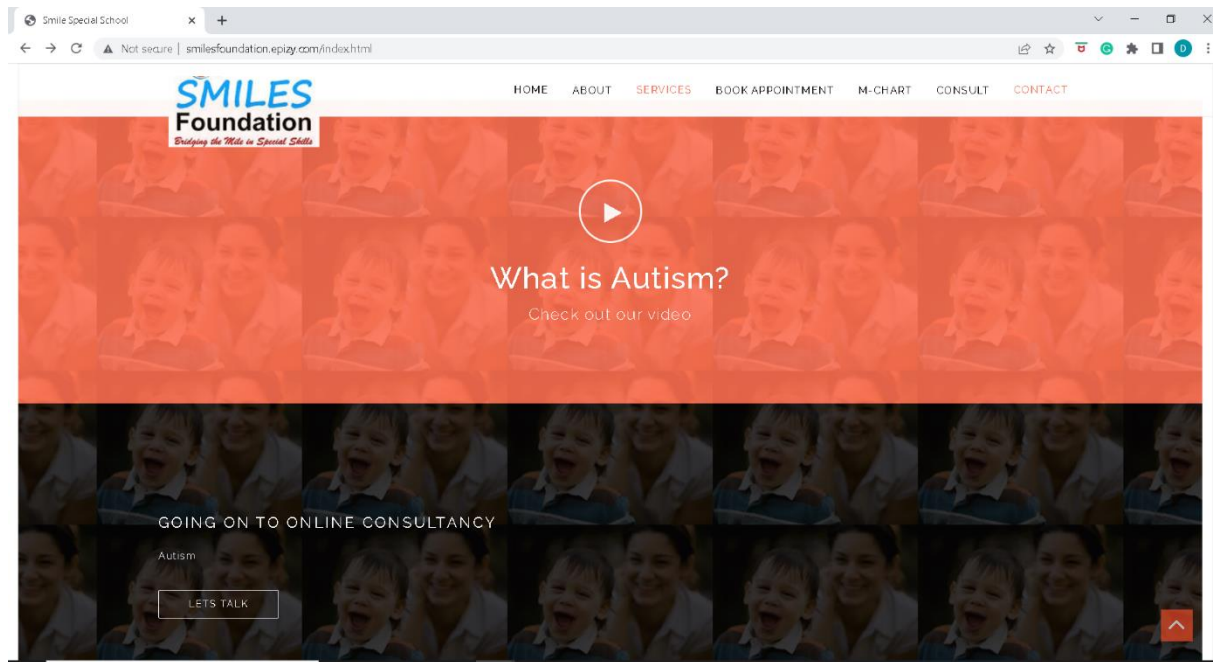 Smile Special School
Not secure | smilesfoundation.epizy.com/index.html
D
SMILES
Foundation
Bridging the Mile in Special Skills
HOME ABOUT SERVICES BOOK APPOINTMENT M-CHART CONSULT CONTACT
What is Autism?
Check out our video
GOING ON TO ONLINE CONSULTANCY
Autism
LETS TALK